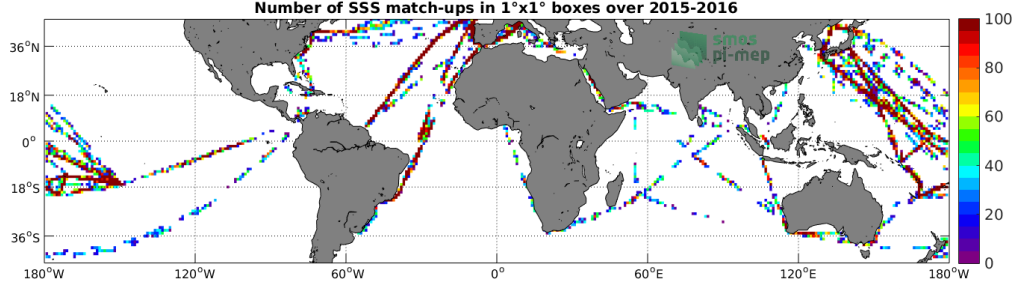 Number of SSS match-ups in 1°x1° boxes over 2015-2016
smos
pi-mep
36°N
18°N
0°
18°S
36°S
180°W 120°W 60°W 0° 60°E 120°E 180°W
100
80
60
40
20
0